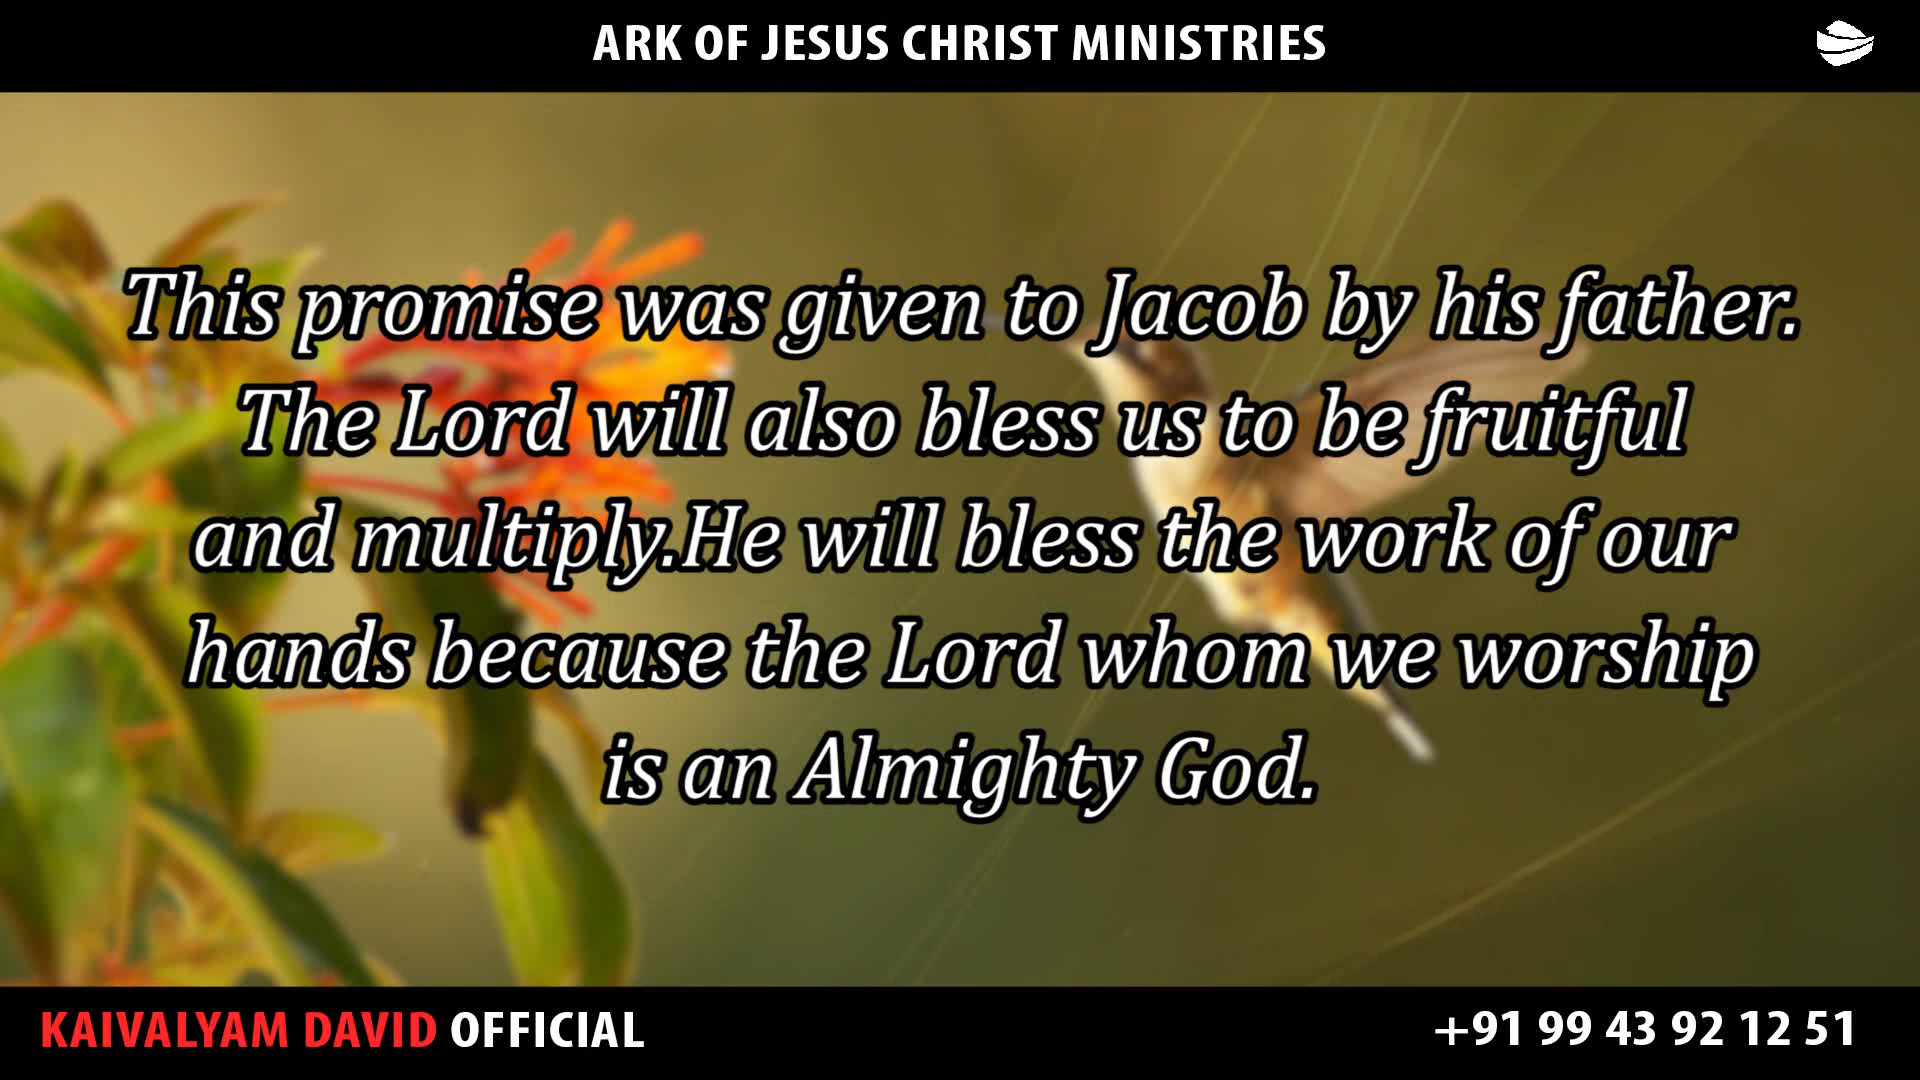 ARK OF JESUS CHRIST MINISTRIES
This promise was given to Jacob by his father.
The Lord will also bless us to be fruitful
and multiply.He will bless the work of our
hands because the Lord whom we worship
is an Almighty God.
KAIVALYAM DAVID OFFICIAL
+91 99 43 92 12 51